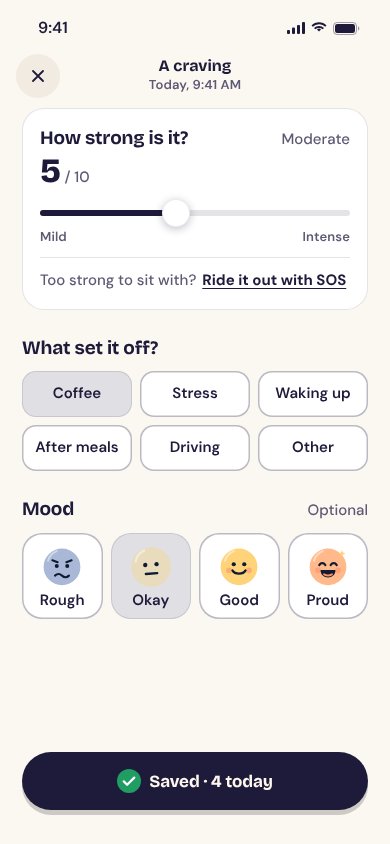 9:41
A craving
Today, 9:41 AM
How strong is it?
Moderate
5 / 10
Mild
Intense
Too strong to sit with? Ride it out with SOS
What set it off?
Coffee
Stress
Waking up
After meals
Driving
Other
Mood
Optional
Rough
Okay
Good
Proud
Saved · 4 today